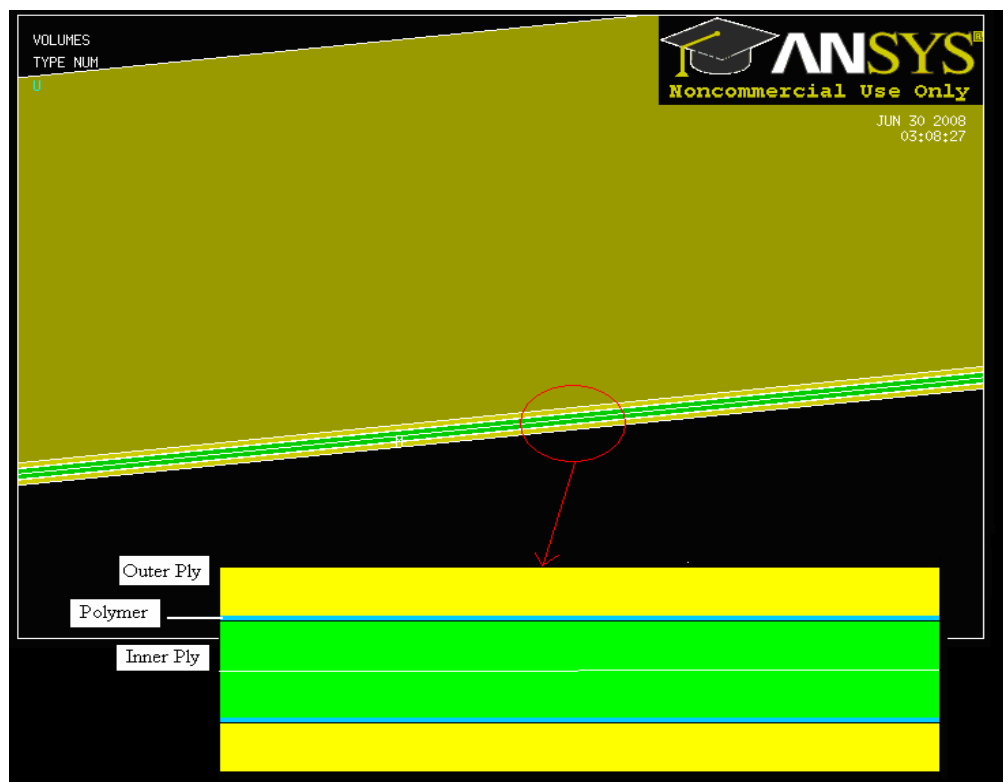 VOLUMES
TYPE NUM
U
ANSYS®
Noncommercial Use Only
JUN 30 2008
03:08:27
Outer Ply
Polymer
Inner Ply